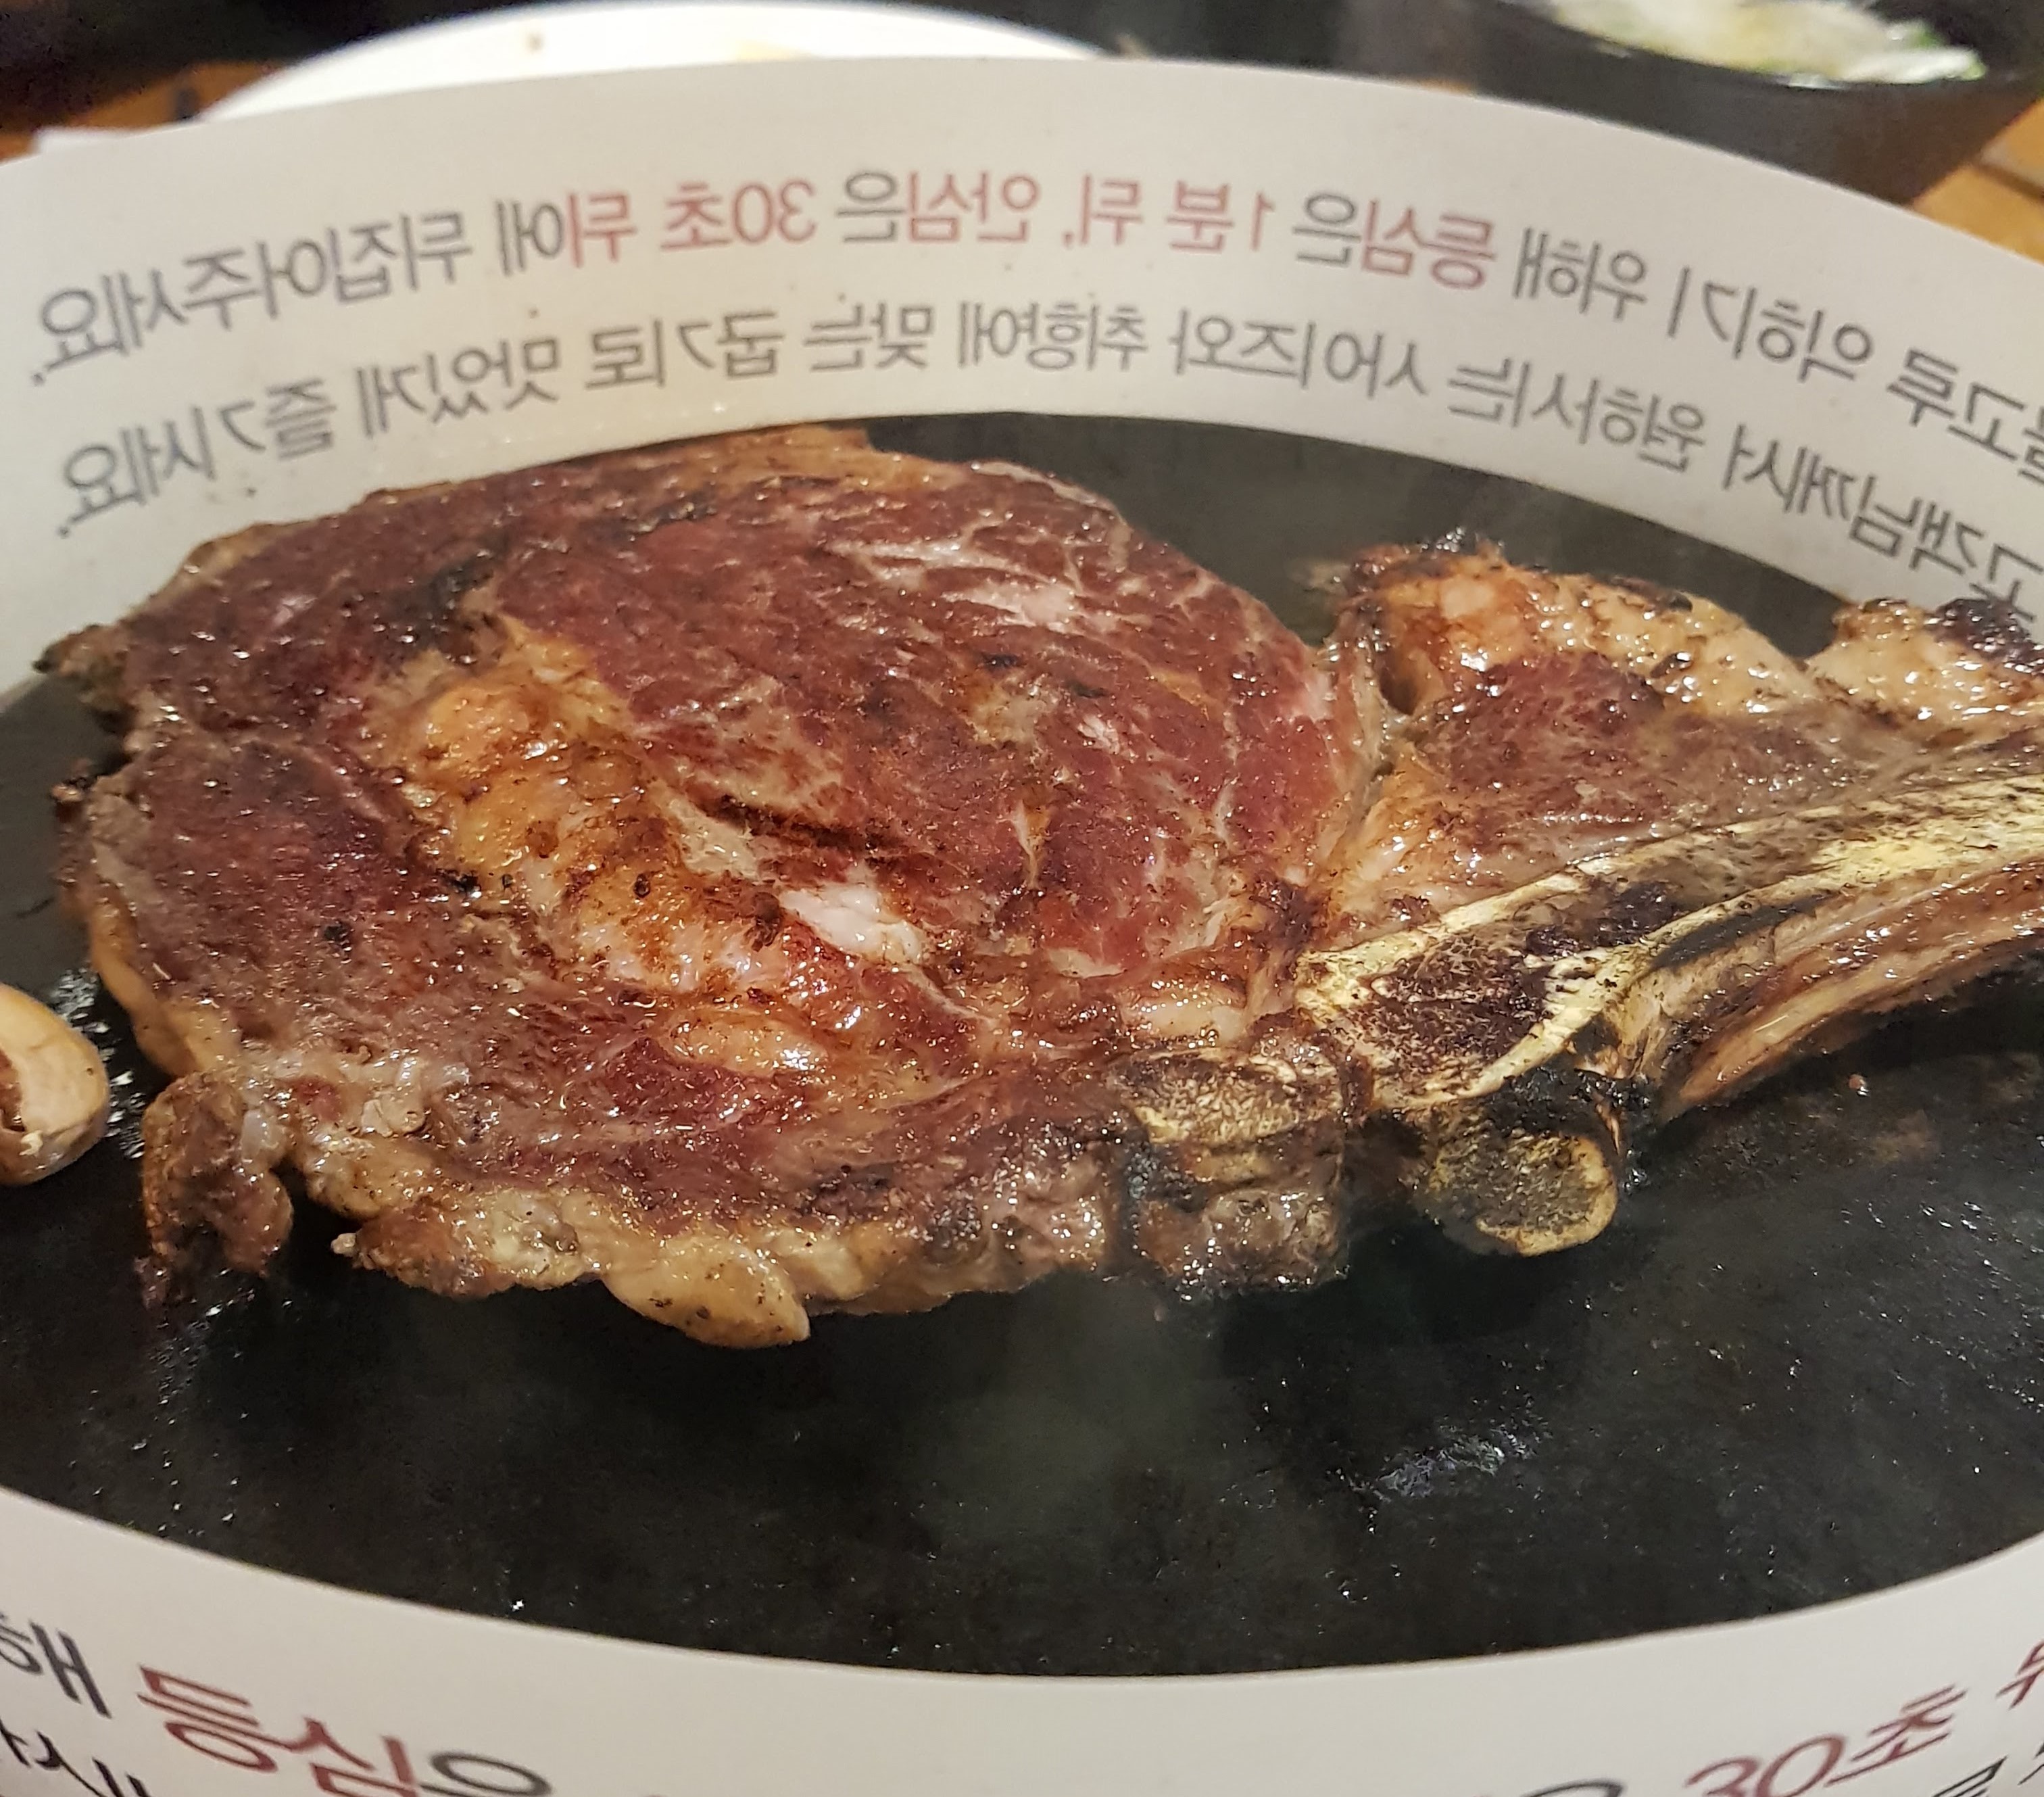 골고루 익히기 위해 등심은 1분 뒤, 안심은 30초 뒤에 뒤집어주세요.
고객님께서 원하시는 사이즈와 취향에 맞는 굽기로 맛있게 즐기세요.
해 등심은 30초